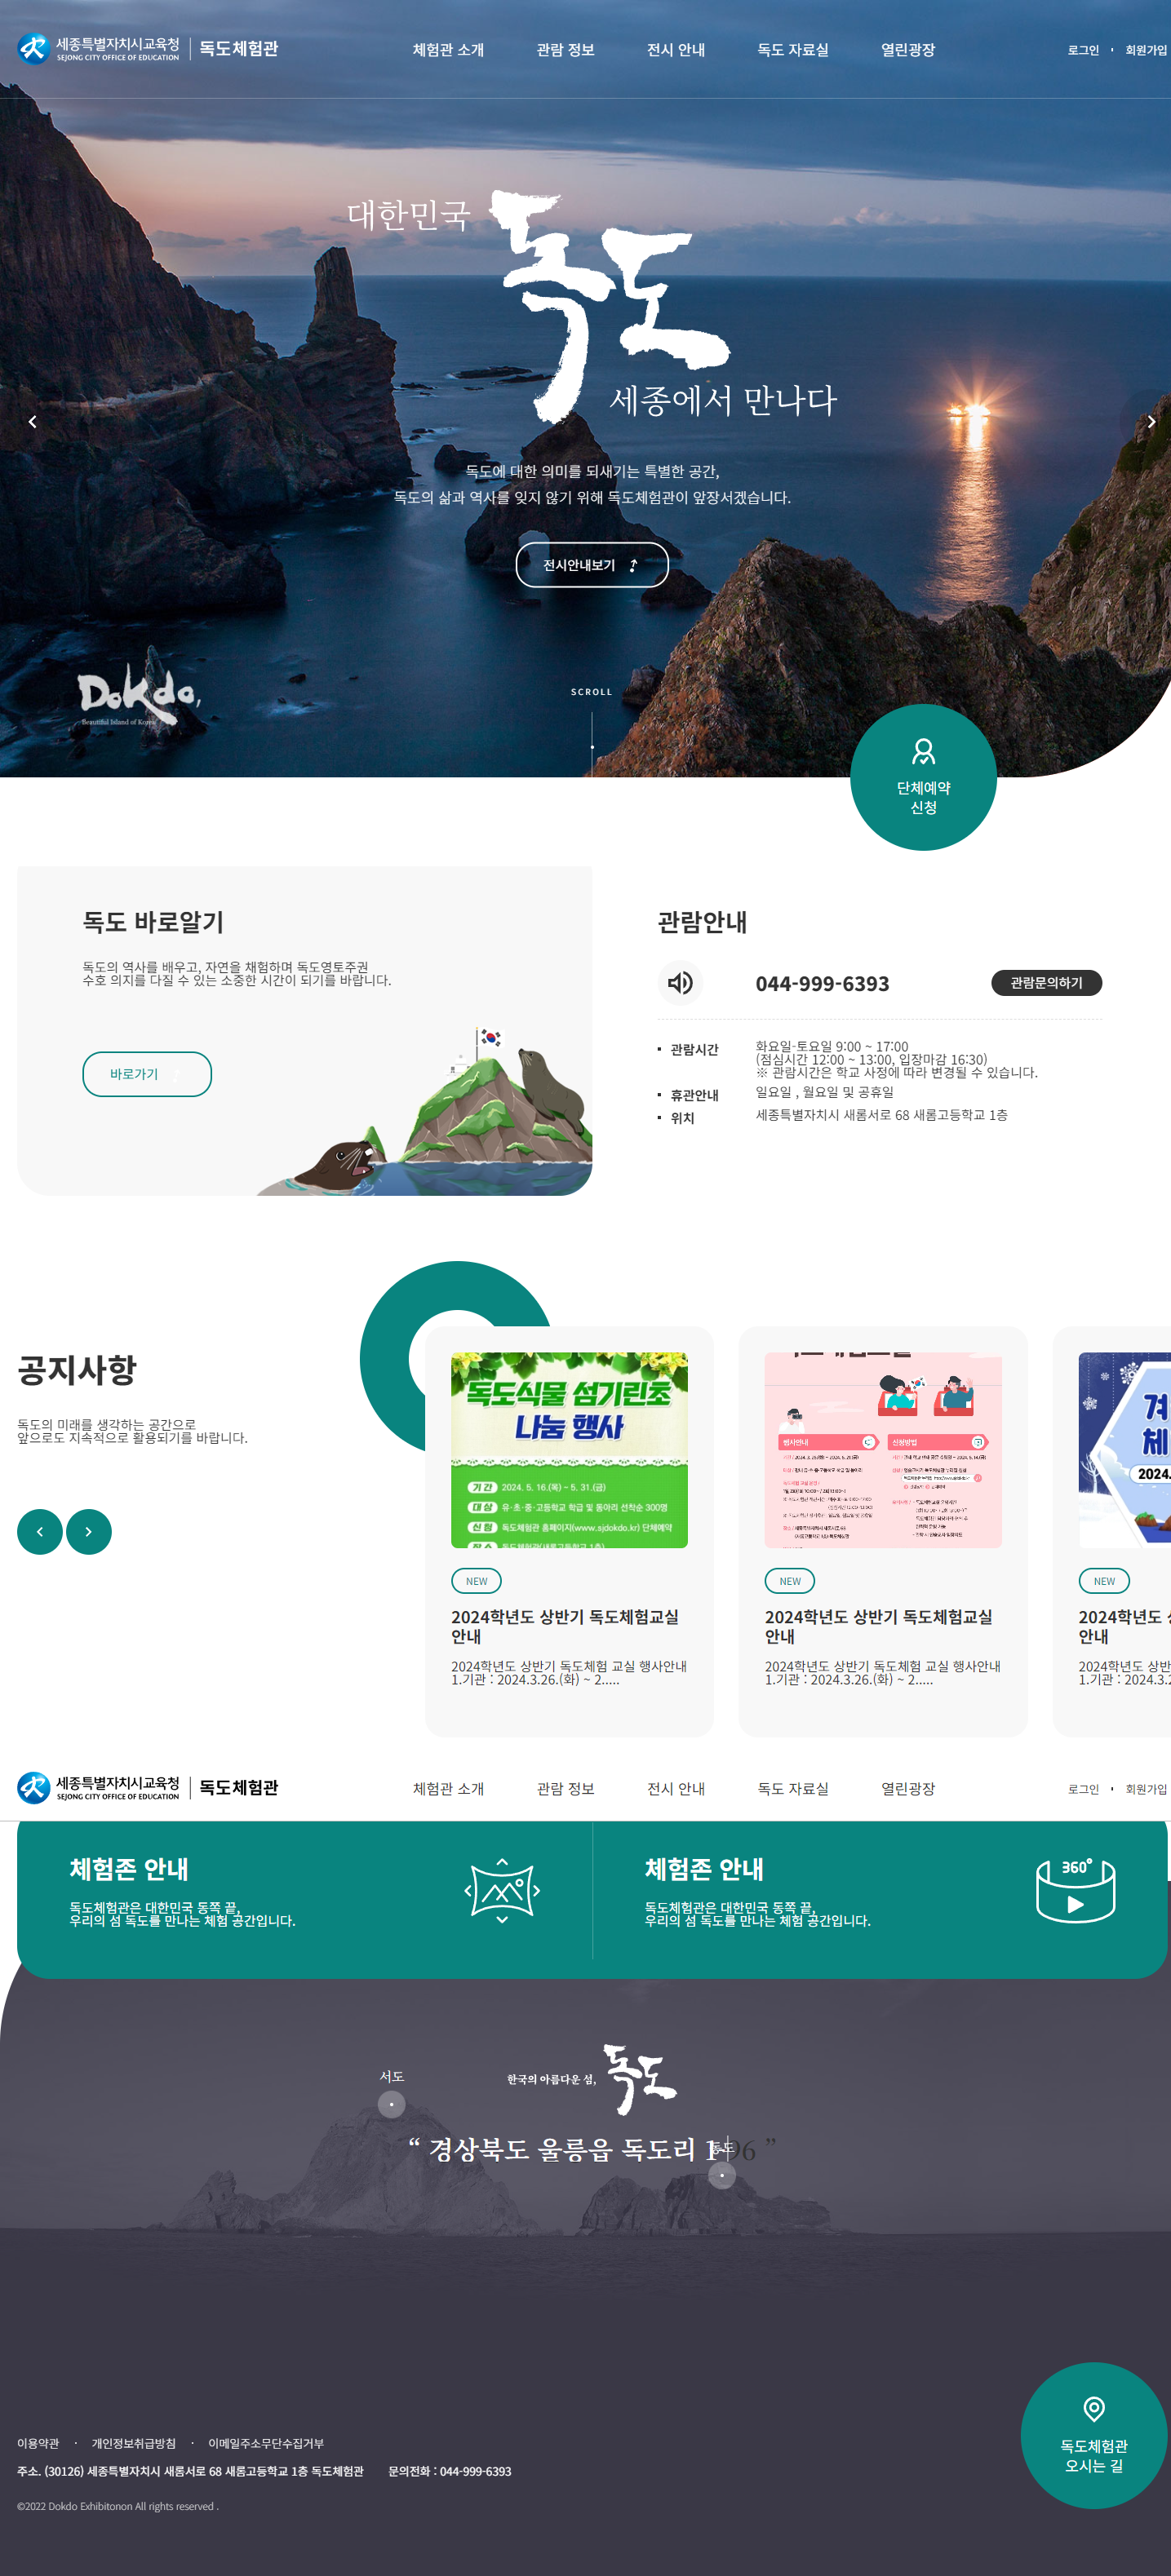 세종특별자치시교육청
SEJONG CITY OFFICE OF EDUCATION
독도체험관
체험관 소개
관람 정보
전시 안내
독도 자료실
열린광장
로그인
회원가입
대한민국
독도
세종에서 만나다
독도에 대한 의미를 되새기는 특별한 공간,
독도의 삶과 역사를 잊지 않기 위해 독도체험관이 앞장서겠습니다.
전시안내보기
Dokdo,
Beautiful Island of Korea
SCROLL
단체예약
신청
독도 바로알기
독도의 역사를 배우고, 자연을 체험하며 독도영토주권
수호 의지를 다질 수 있는 소중한 시간이 되기를 바랍니다.
바로가기
관람안내
044-999-6393
관람문의하기
관람시간
화요일-토요일 9:00 ~ 17:00
(점심시간 12:00 ~ 13:00, 입장마감 16:30)
※ 관람시간은 학교 사정에 따라 변경될 수 있습니다.
휴관안내
일요일 , 월요일 및 공휴일
위치
세종특별자치시 새롬서로 68 새롬고등학교 1층
공지사항
독도의 미래를 생각하는 공간으로
앞으로도 지속적으로 활용되기를 바랍니다.
독도식물 섬기린초
나눔 행사
기 간 2024. 5. 16.(목) ~ 5. 31.(금)
대 상 유·초·중·고등학교 학급 및 동아리 선착순 300명
신 청 독도체험관 홈페이지(www.sjdokdo.kr) 단체예약
NEW
2024학년도 상반기 독도체험교실
안내
2024학년도 상반기 독도체험 교실 행사안내
1.기관 : 2024.3.26.(화) ~ 2.....
행사안내
신청방법
NEW
2024학년도 상반기 독도체험교실
안내
2024학년도 상반기 독도체험 교실 행사안내
1.기관 : 2024.3.26.(화) ~ 2.....
겨
체
2024.
NEW
2024학년도
안내
2024학년도 상반
1.기관 : 2024.3.2
세종특별자치시교육청
SEJONG CITY OFFICE OF EDUCATION
독도체험관
체험관 소개
관람 정보
전시 안내
독도 자료실
열린광장
로그인
회원가입
체험존 안내
독도체험관은 대한민국 동쪽 끝,
우리의 섬 독도를 만나는 체험 공간입니다.
체험존 안내
독도체험관은 대한민국 동쪽 끝,
우리의 섬 독도를 만나는 체험 공간입니다.
360°
서도
한국의 아름다운 섬,
독도
“ 경상북도 울릉읍 독도리 1-96 ”
동도
독도체험관
오시는 길
이용약관
개인정보취급방침
이메일주소무단수집거부
주소. (30126) 세종특별자치시 새롬서로 68 새롬고등학교 1층 독도체험관
문의전화 : 044-999-6393
©2022 Dokdo Exhibitonon All rights reserved .